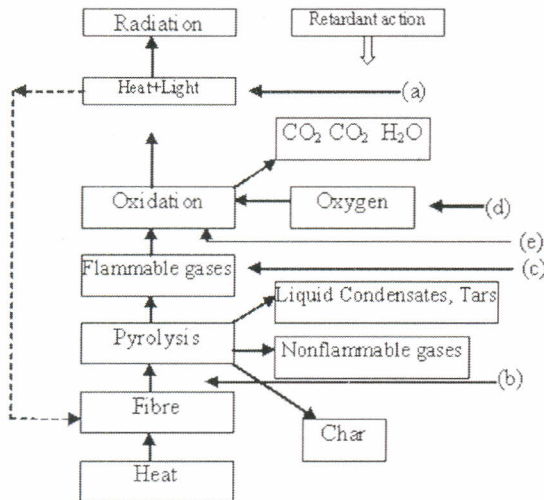 Radiation
Retardant action
Heat+Light
(a)
CO₂ CO₂ H₂O
Oxidation
Oxygen
(d)
(e)
Flammable gases
(c)
Liquid Condensates, Tars
Pyrolysis
Nonflammable gases
(b)
Fibre
Char
Heat